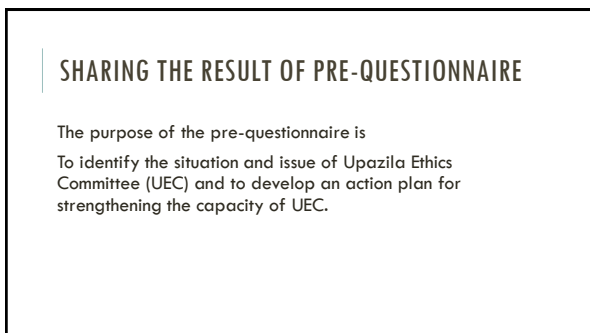 SHARING THE RESULT OF PRE-QUESTIONNAIRE
The purpose of the pre-questionnaire is
To identify the situation and issue of Upazila Ethics
Committee (UEC) and to develop an action plan for
strengthening the capacity of UEC.